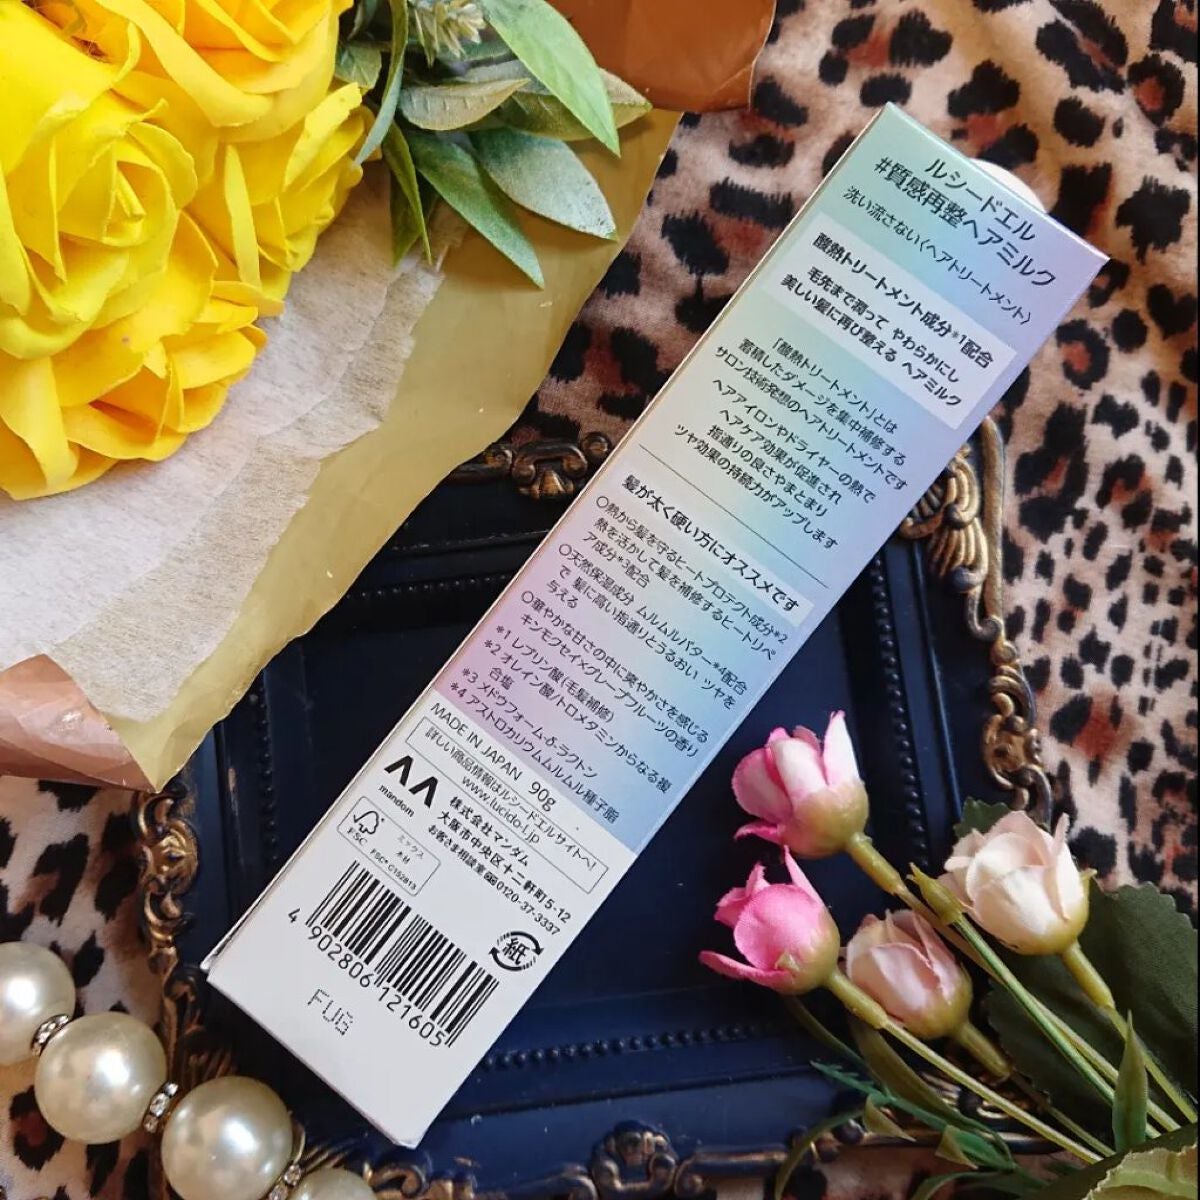 ルシードエル
#質感再整ヘアミルク
洗い流さない〈ヘアトリートメント〉
酸熱トリートメント成分*1配合
毛先まで潤って やわらかにし
美しい髪に再び整える ヘアミルク
「酸熱トリートメント」とは
蓄積したダメージを集中補修する
サロン技術発想のヘアトリートメントです
ヘアアイロンやドライヤーの熱で
ヘアケア効果が促進され
指通りの良さやまとまり
ツヤ効果の持続力がアップします
髪が太く硬い方にオススメです
○熱から髪を守るヒートプロテクト成分*2
熱を活かして髪を補修するヒートリペ
ア成分*3配合
○天然保湿成分 ムルムルバター*4配合
で 髪に高い指通りとうるおい ツヤを
与える
○華やかな甘さの中に爽やかさを感じる
キンモクセイ×グレープフルーツの香り
*1 レブリン酸(毛髪補修)
*2 オレイン酸/トロメタミンからなる複
合塩
*3 メドウフォーム-δ-ラクトン
*4 アストロカリウムムルムル種子脂
MADE IN JAPAN 90g
詳しい商品情報はルシードエルサイトへ!
www.lucido-l.jp
mandom
株式会社マンダム
大阪市中央区十二軒町5-12
お客さま相談室 0120-37-3337
FSC
ミックス
木材
FSC® C152813
紙
4 902806 121605
FUG